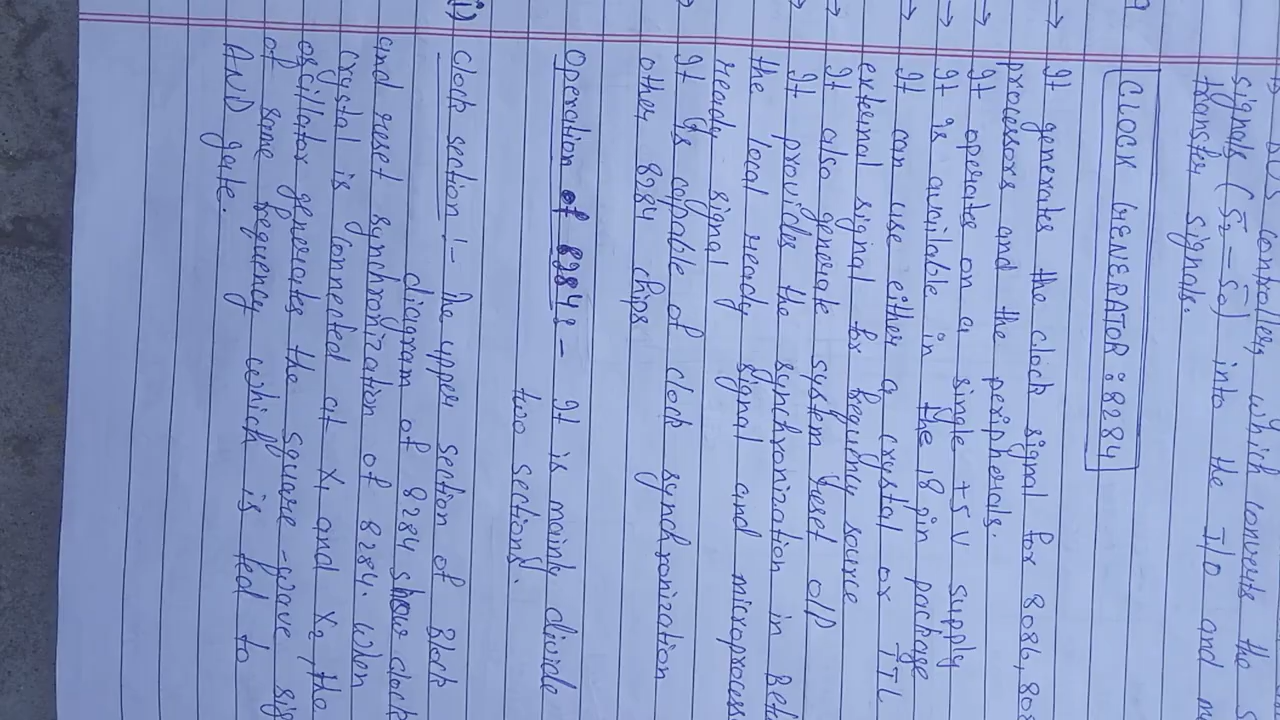 Bus controller, which converts the S
signals (S̄2 – S̄0) into the I/O and m
transfer signals.
CLOCK GENERATOR : 8284
→ It generates the clock signal for 8086, 808
processors and the peripherals.
→ It operates on a single +5V supply
→ It is available in the 18 pin package
→ It can use either a crystal or TTL
external signal for frequency source
→ It also generate system reset o/p
→ It provides the synchronization in Bet
the local ready signal and microprocess
ready signal
→ It is capable of clock synchronization
other 8284 chips
Operation of 8284 :- It is mainly divide
two sections.
i) Clock section :- The upper section of Block
diagram of 8284 show clock
and reset synchronization of 8284. When
crystal is connected at X1 and X2, the
oscillator generates the square-wave sig
of same frequency which is fed to
AND gate.